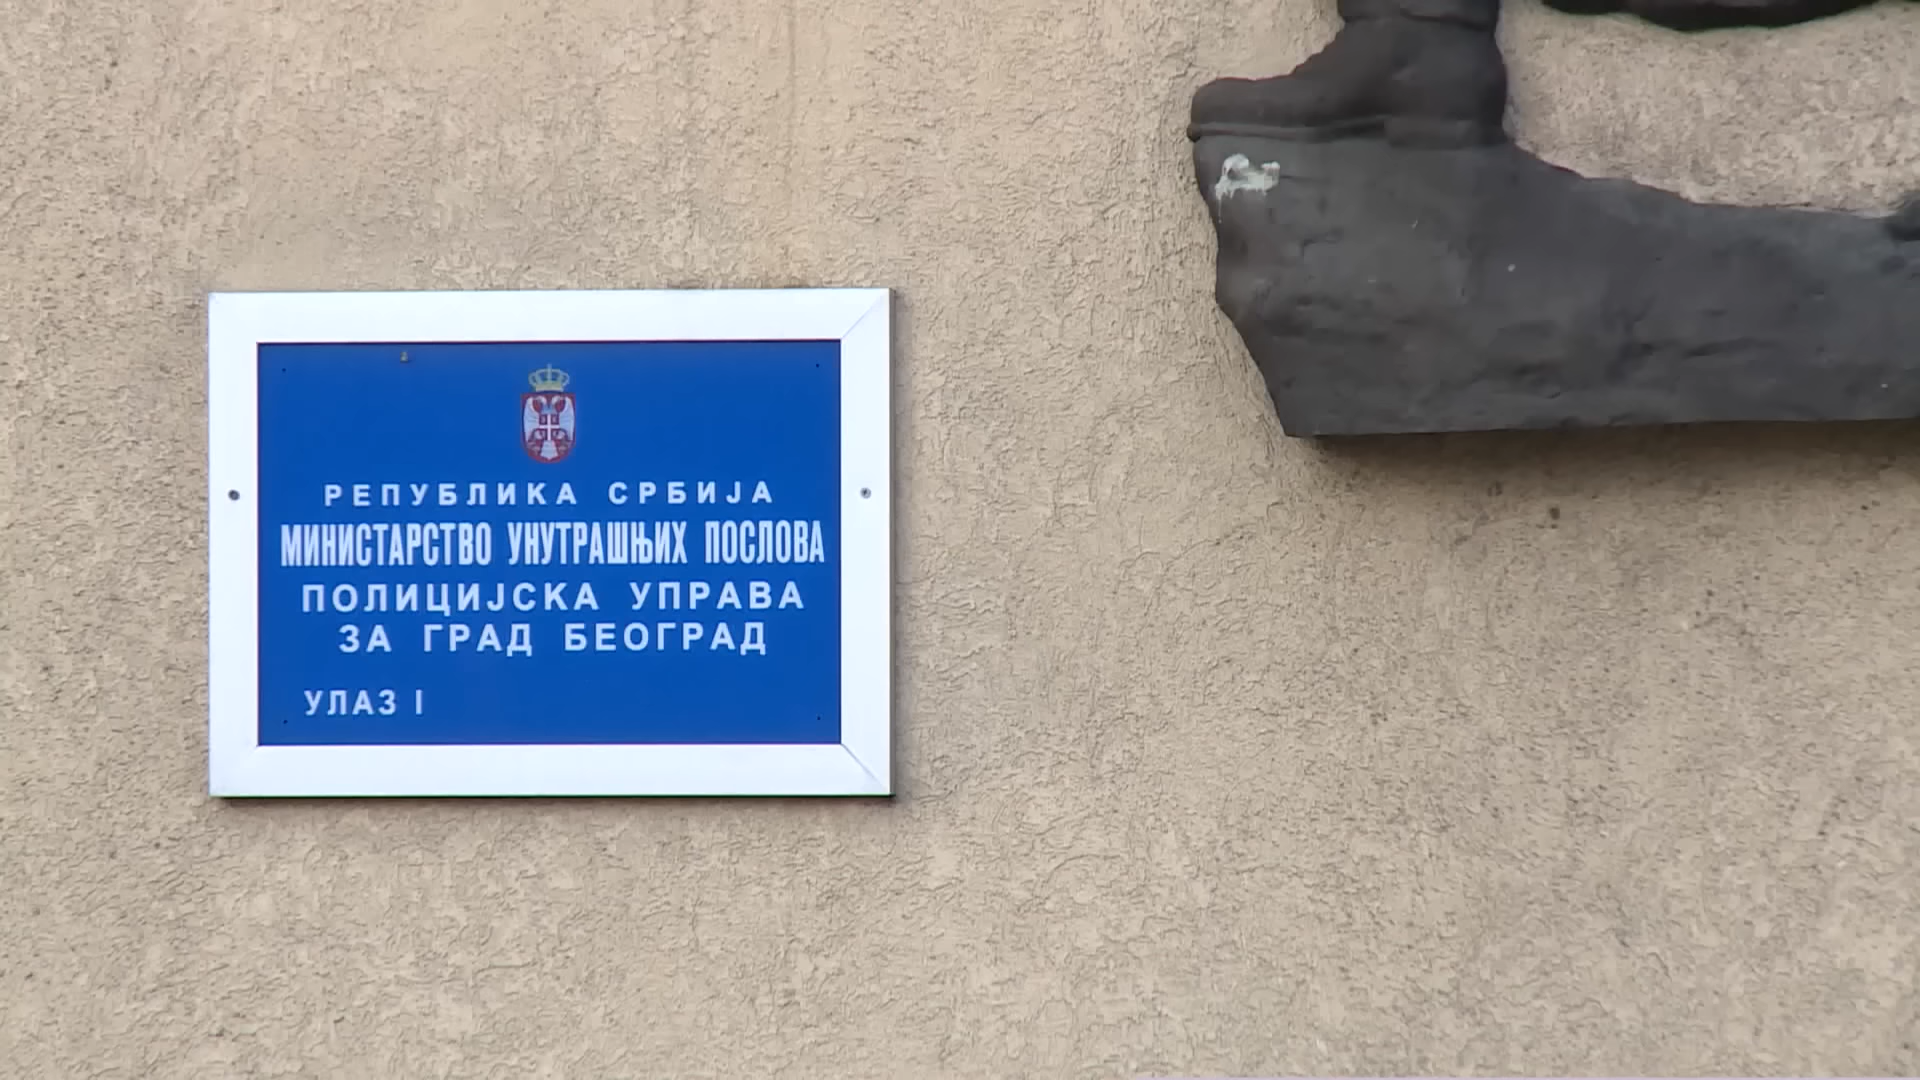 РЕПУБЛИКА СРБИЈА
МИНИСТАРСТВО УНУТРАШЊИХ ПОСЛОВА
ПОЛИЦИЈСКА УПРАВА
ЗА ГРАД БЕОГРАД
УЛАЗ I